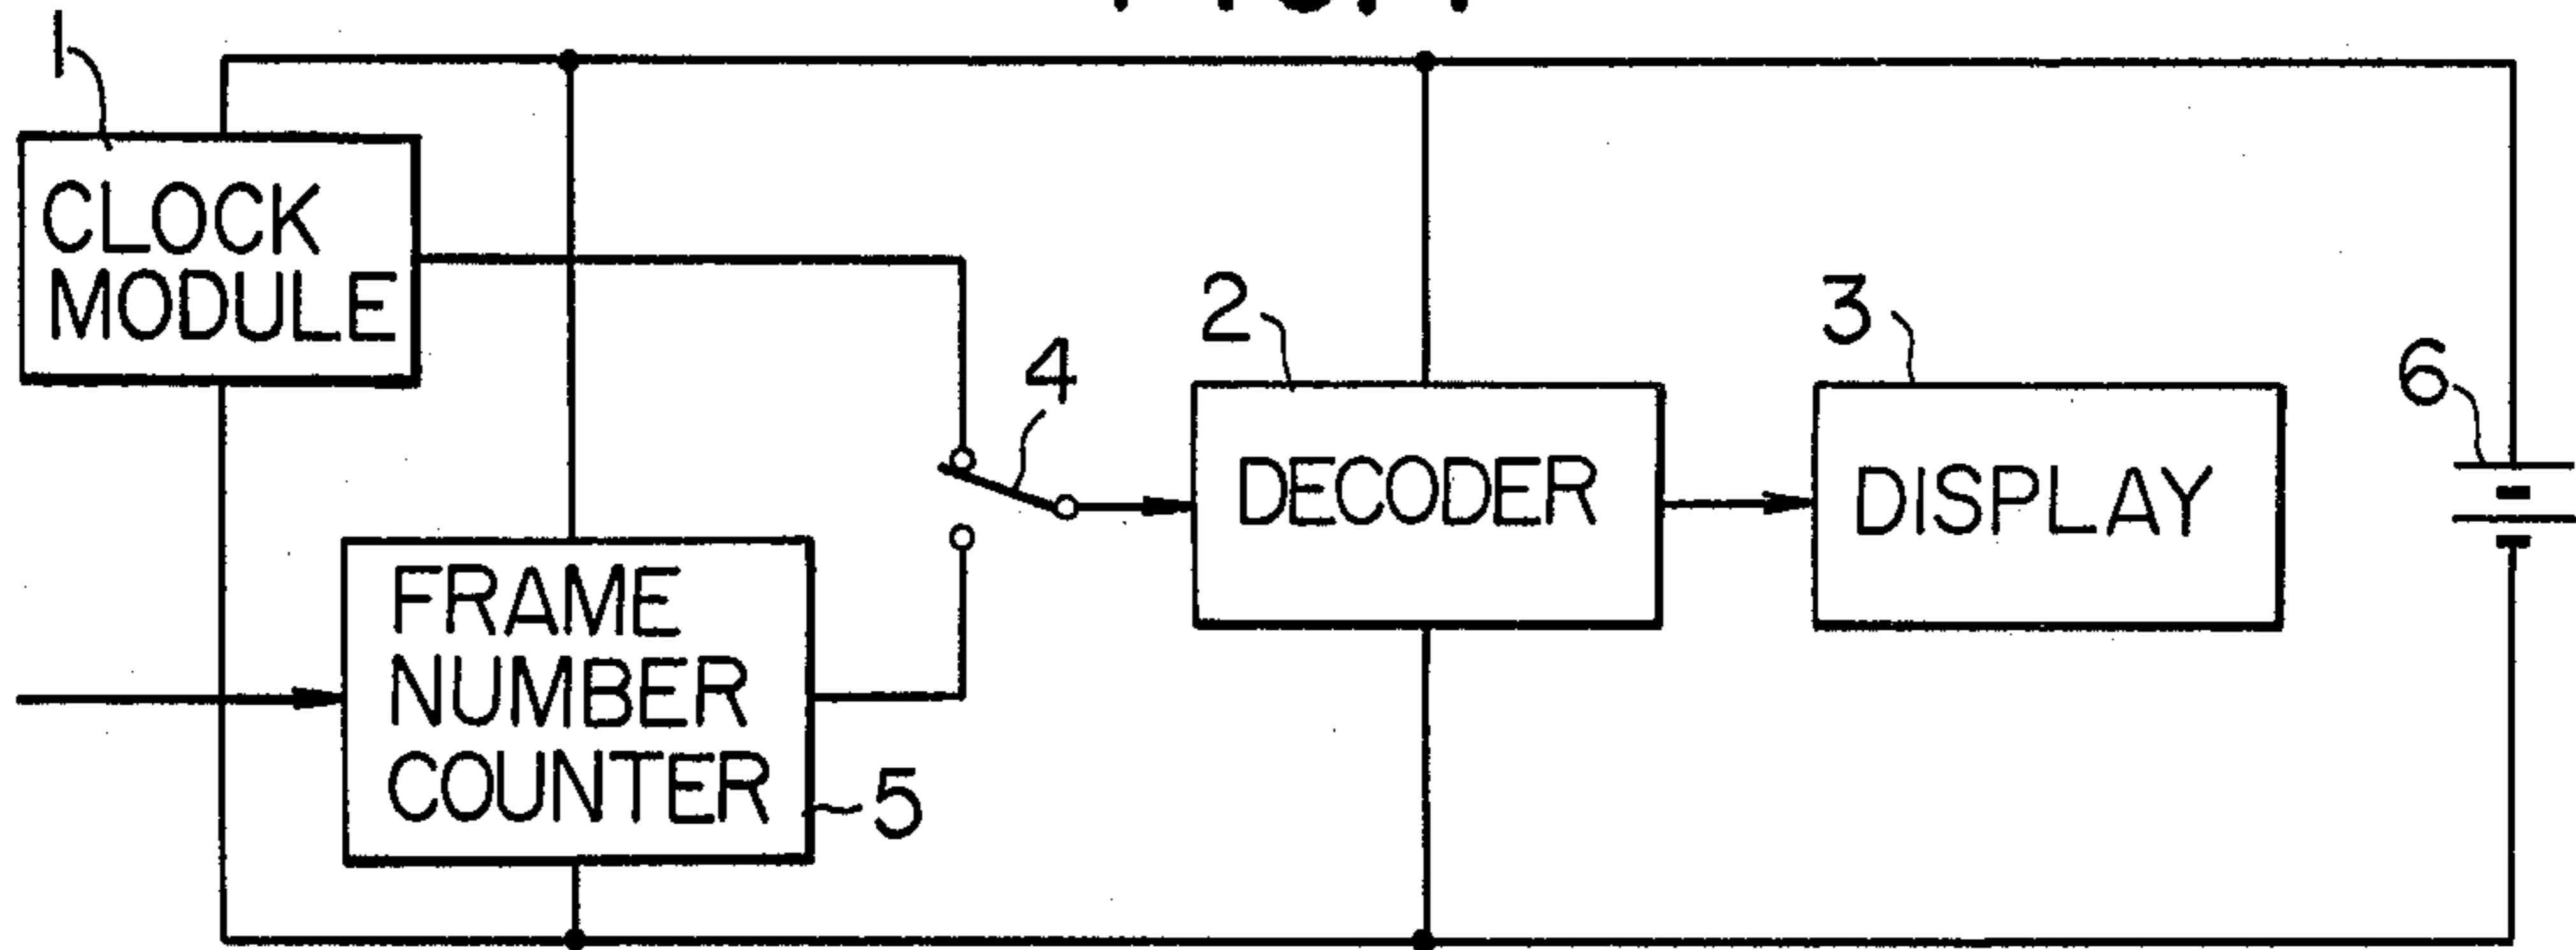 1
CLOCK
MODULE
2
3
4
6
DECODER
DISPLAY
FRAME
NUMBER
COUNTER
5